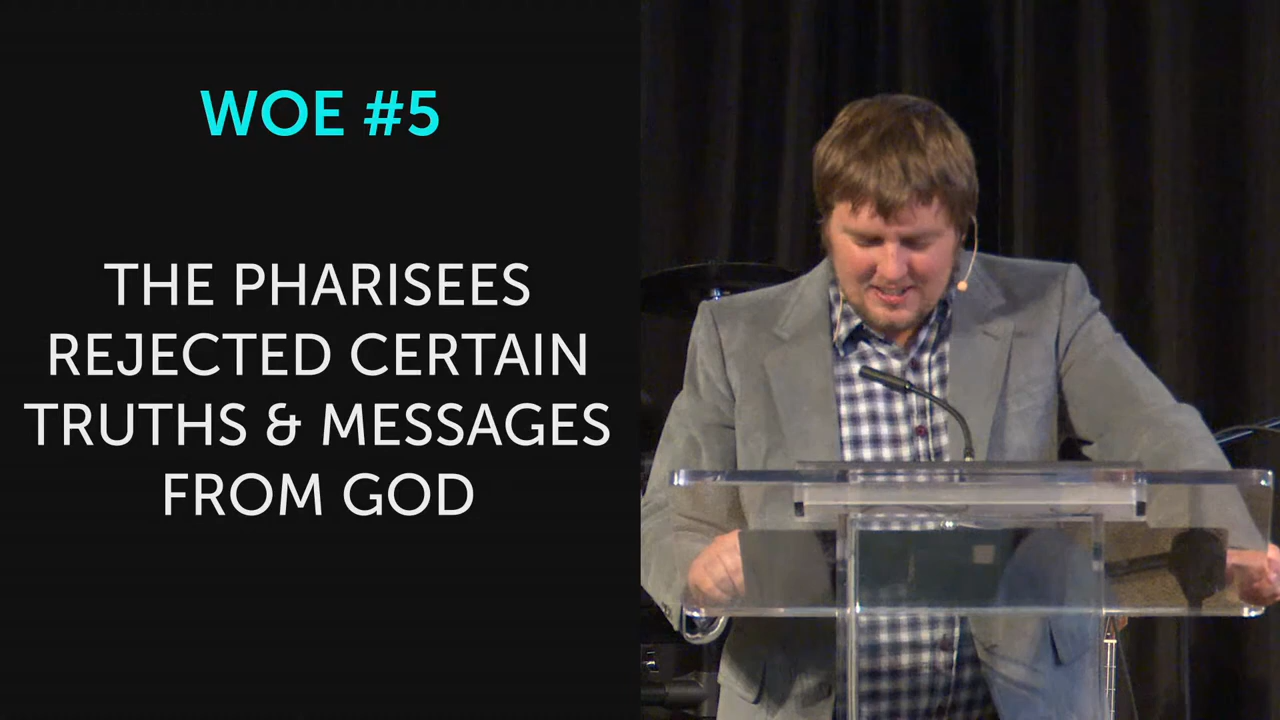 WOE #5
THE PHARISEES
REJECTED CERTAIN
TRUTHS & MESSAGES
FROM GOD